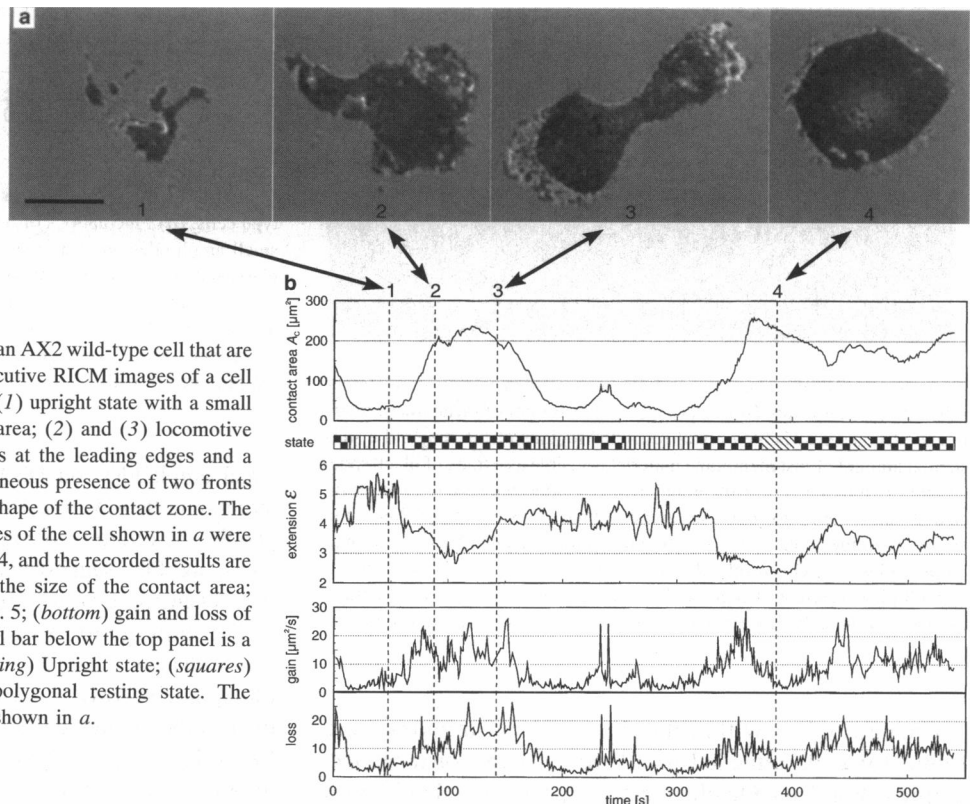 a
1
2
3
4
b
1
2
3
4
an AX2 wild-type cell that are
cutive RICM images of a cell
(1) upright state with a small
area; (2) and (3) locomotive
s at the leading edges and a
neous presence of two fronts
shape of the contact zone. The
es of the cell shown in a were
4, and the recorded results are
the size of the contact area;
. 5; (bottom) gain and loss of
l bar below the top panel is a
ing) Upright state; (squares)
polygonal resting state. The
shown in a.
contact area Ac [μm²]
300
200
100
0
state
extension ε
6
5
4
3
2
gain [μm²/s]
30
20
10
0
loss
20
10
0
0
100
200
300
400
500
time [s]